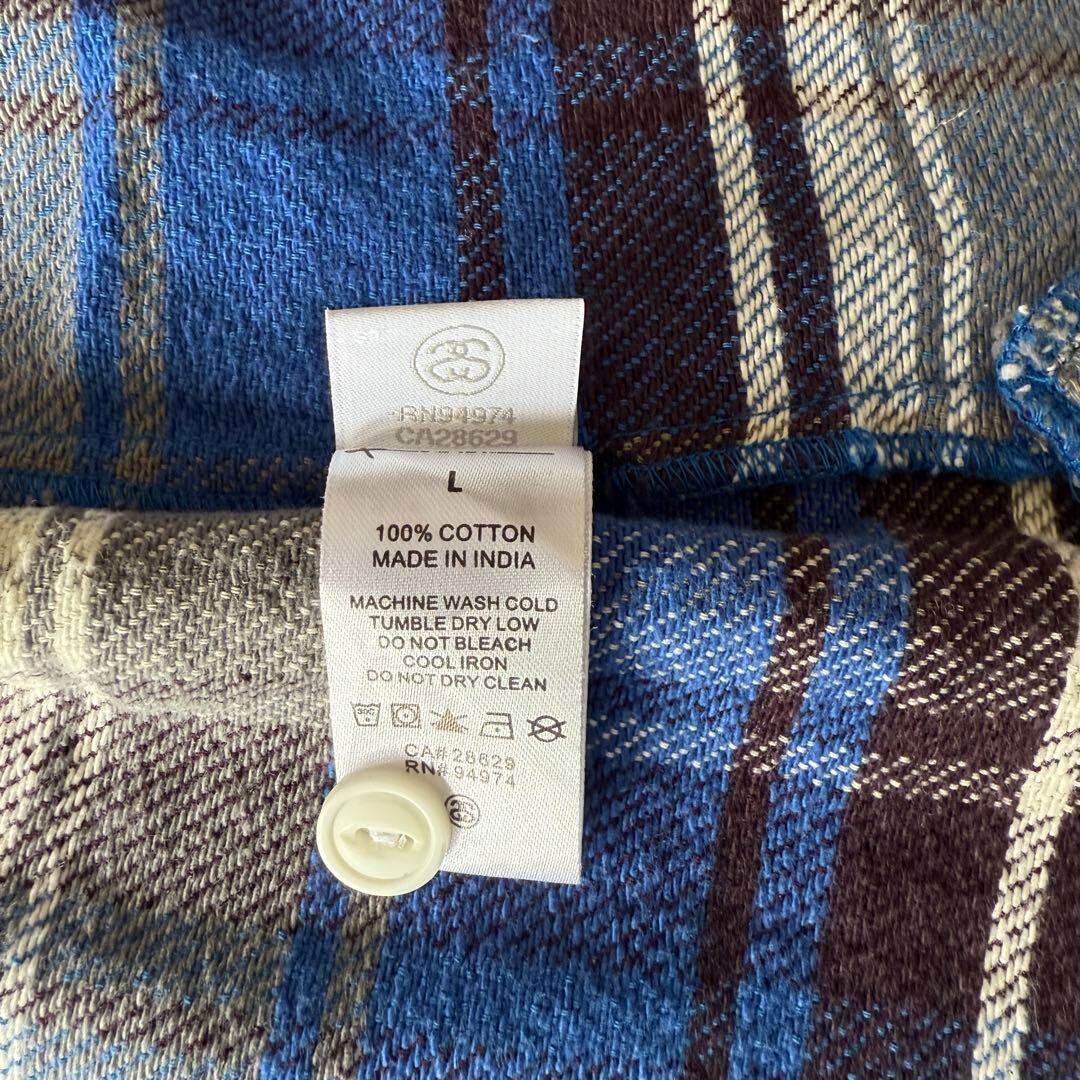 RN94974
CA28629
L
100% COTTON
MADE IN INDIA
MACHINE WASH COLD
TUMBLE DRY LOW
DO NOT BLEACH
COOL IRON
DO NOT DRY CLEAN
CA# 28629
RN# 94974